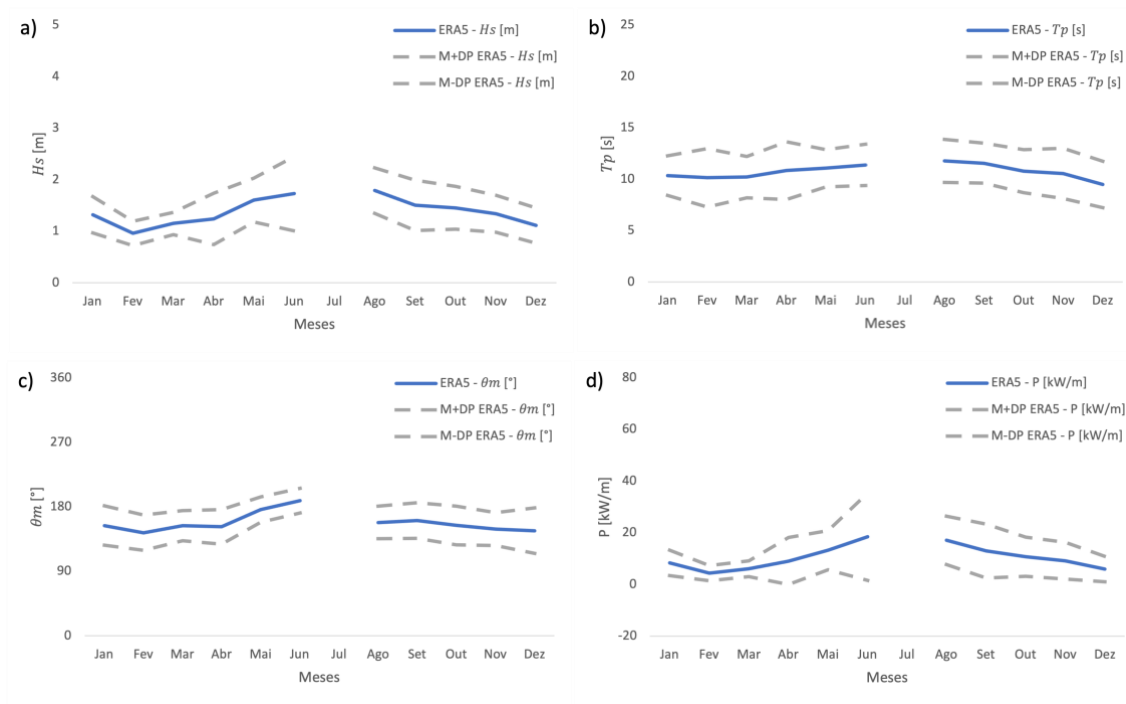 a)
5
4
3
2
1
0
Hs [m]
ERA5 - Hs [m]
M+DP ERA5 - Hs [m]
M-DP ERA5 - Hs [m]
Jan Fev Mar Abr Mai Jun Jul Ago Set Out Nov Dez
Meses
b)
25
20
15
10
5
0
Tp [s]
ERA5 - Tp [s]
M+DP ERA5 - Tp [s]
M-DP ERA5 - Tp [s]
Jan Fev Mar Abr Mai Jun Jul Ago Set Out Nov Dez
Meses
c)
360
270
180
90
0
θm [°]
ERA5 - θm [°]
M+DP ERA5 - θm [°]
M-DP ERA5 - θm [°]
Jan Fev Mar Abr Mai Jun Jul Ago Set Out Nov Dez
Meses
d)
80
60
40
20
0
-20
P [kW/m]
ERA5 - P [kW/m]
M+DP ERA5 - P [kW/m]
M-DP ERA5 - P [kW/m]
Jan Fev Mar Abr Mai Jun Jul Ago Set Out Nov Dez
Meses